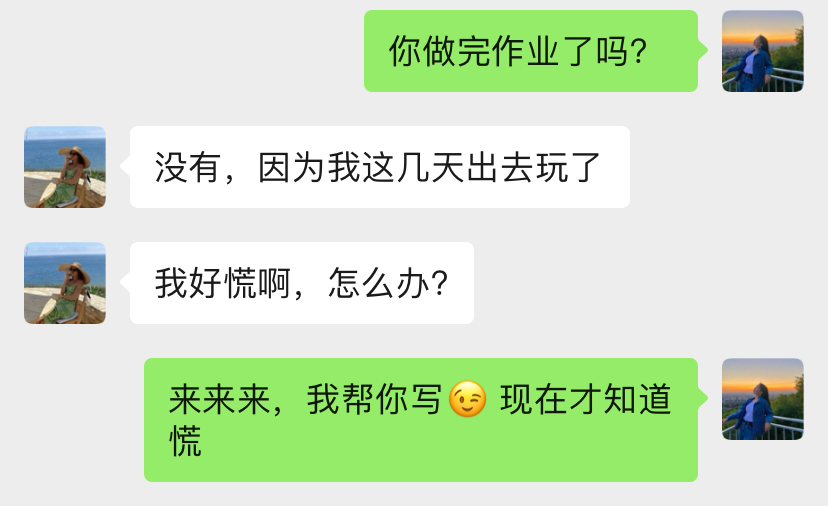 你做完作业了吗？
没有，因为我这几天出去玩了
我好慌啊，怎么办？
来来来，我帮你写😉 现在才知道
慌